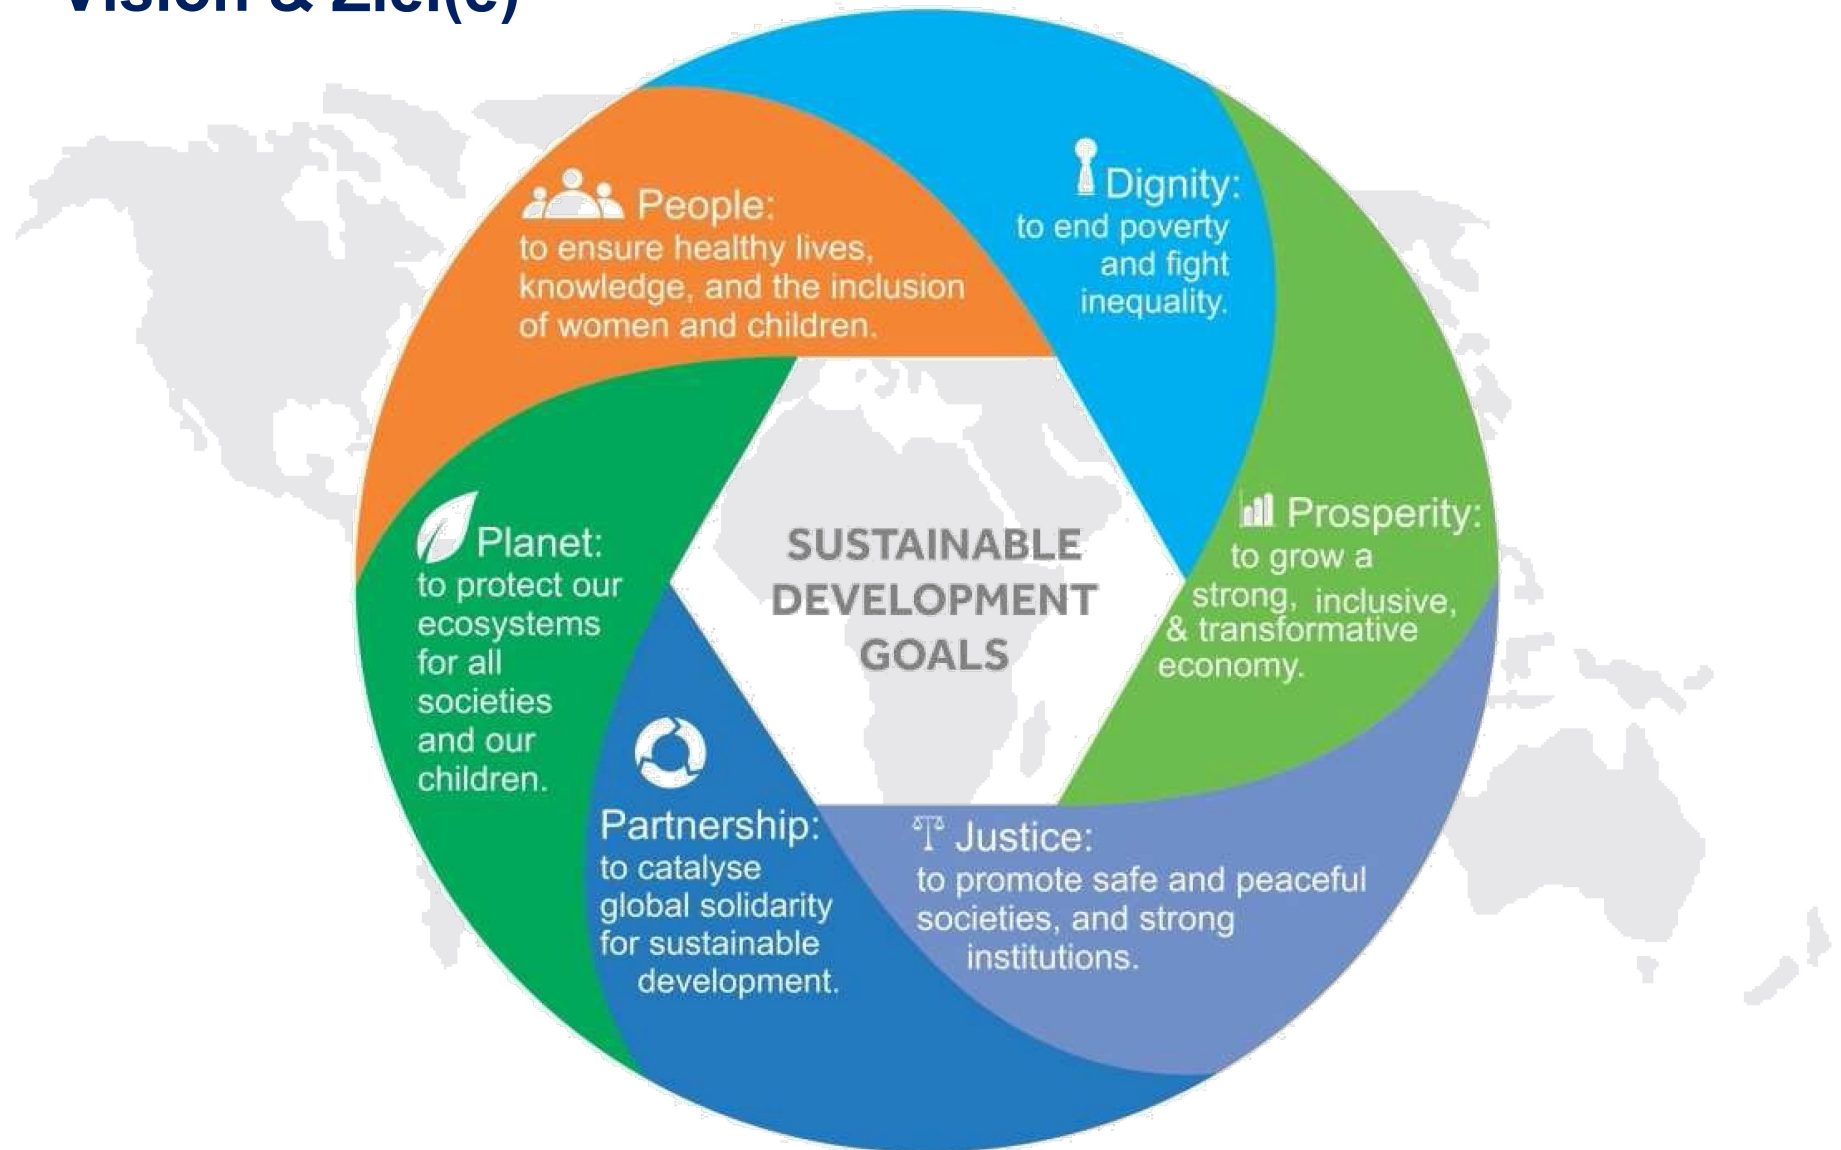 Vision & Ziel(e)
People:
to ensure healthy lives,
knowledge, and the inclusion
of women and children.
Dignity:
to end poverty
and fight
inequality.
Prosperity:
to grow a
strong, inclusive,
& transformative
economy.
Justice:
to promote safe and peaceful
societies, and strong
institutions.
Partnership:
to catalyse
global solidarity
for sustainable
development.
Planet:
to protect our
ecosystems
for all
societies
and our
children.
SUSTAINABLE
DEVELOPMENT
GOALS